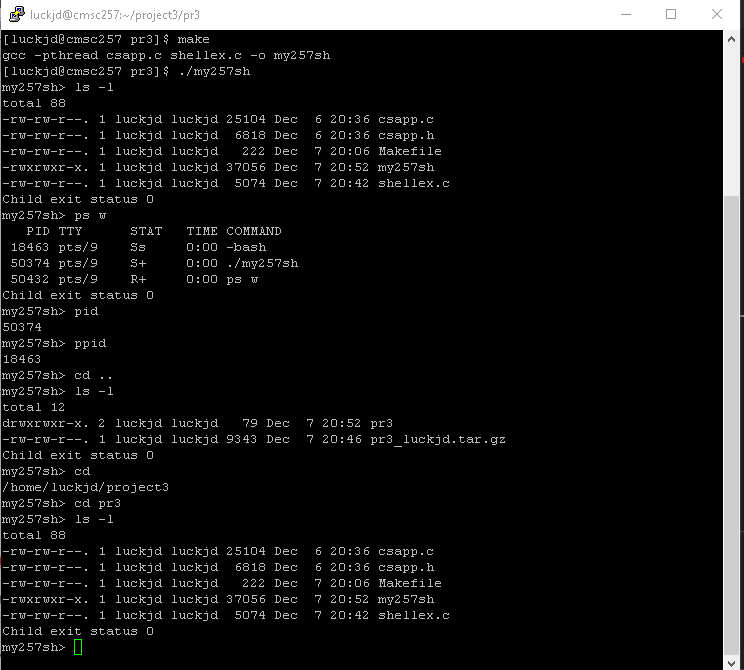 luckjd@cmsc257:~/project3/pr3
[luckjd@cmsc257 pr3]$ make
gcc -pthread csapp.c shellex.c -o my257sh
[luckjd@cmsc257 pr3]$ ./my257sh
my257sh> ls -l
total 88
-rw-rw-r--. 1 luckjd luckjd 25104 Dec  6 20:36 csapp.c
-rw-rw-r--. 1 luckjd luckjd  6818 Dec  6 20:36 csapp.h
-rw-rw-r--. 1 luckjd luckjd   222 Dec  7 20:06 Makefile
-rwxrwxr-x. 1 luckjd luckjd 37056 Dec  7 20:52 my257sh
-rw-rw-r--. 1 luckjd luckjd  5074 Dec  7 20:42 shellex.c
Child exit status 0
my257sh> ps w
   PID TTY      STAT   TIME COMMAND
 18463 pts/9    Ss     0:00 -bash
 50374 pts/9    S+     0:00 ./my257sh
 50432 pts/9    R+     0:00 ps w
Child exit status 0
my257sh> pid
50374
my257sh> ppid
18463
my257sh> cd ..
my257sh> ls -l
total 12
drwxrwxr-x. 2 luckjd luckjd   79 Dec  7 20:52 pr3
-rw-rw-r--. 1 luckjd luckjd 9343 Dec  7 20:46 pr3_luckjd.tar.gz
Child exit status 0
my257sh> cd
/home/luckjd/project3
my257sh> cd pr3
my257sh> ls -l
total 88
-rw-rw-r--. 1 luckjd luckjd 25104 Dec  6 20:36 csapp.c
-rw-rw-r--. 1 luckjd luckjd  6818 Dec  6 20:36 csapp.h
-rw-rw-r--. 1 luckjd luckjd   222 Dec  7 20:06 Makefile
-rwxrwxr-x. 1 luckjd luckjd 37056 Dec  7 20:52 my257sh
-rw-rw-r--. 1 luckjd luckjd  5074 Dec  7 20:42 shellex.c
Child exit status 0
my257sh>